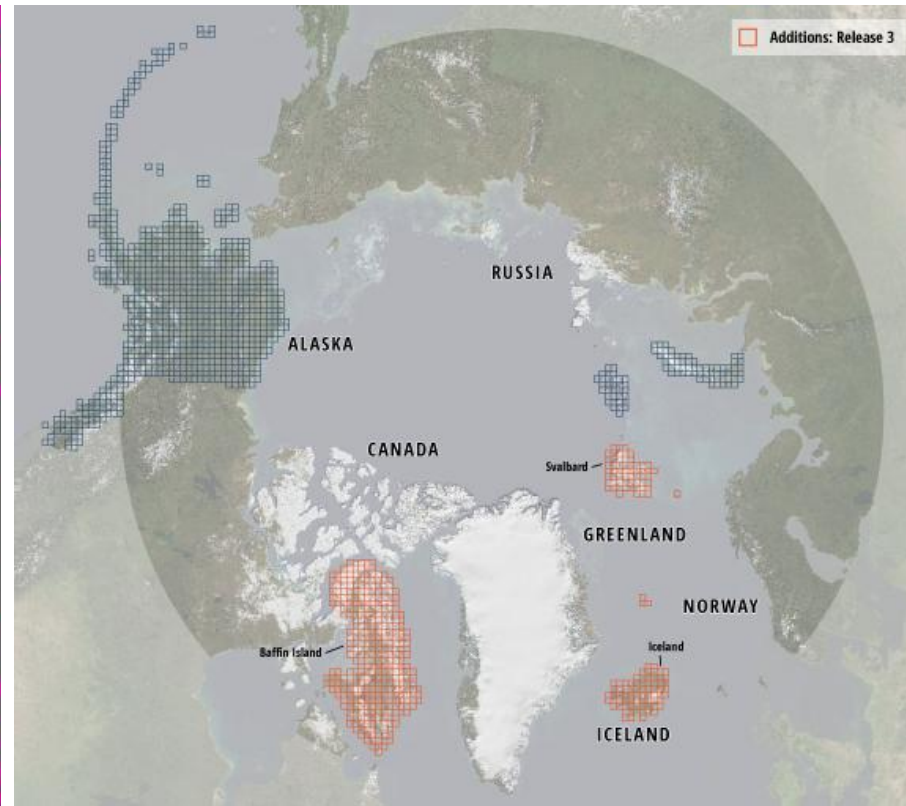 Additions: Release 3
RUSSIA
ALASKA
CANADA
Svalbard
GREENLAND
NORWAY
Baffin Island
Iceland
ICELAND